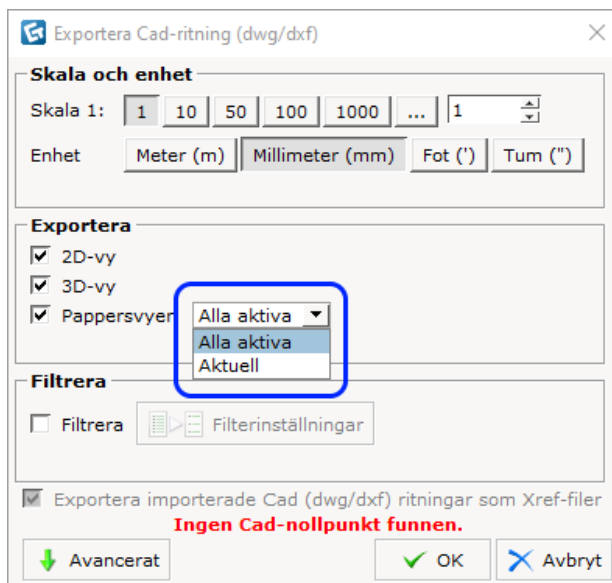 Exportera Cad-ritning (dwg/dxf)
Skala och enhet
Skala 1: 1 10 50 100 1000 ... 1
Enhet Meter (m) Millimeter (mm) Fot (') Tum (")
Exportera
2D-vy
3D-vy
Pappersvyer Alla aktiva
Alla aktiva
Aktuell
Filtrera
Filtrera Filterinställningar
Exportera importerade Cad (dwg/dxf) ritningar som Xref-filer
Ingen Cad-nollpunkt funnen.
Avancerat OK Avbryt